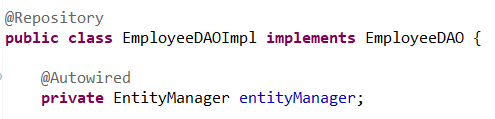 @Repository
public class EmployeeDAOImpl implements EmployeeDAO {
@Autowired
private EntityManager entityManager;